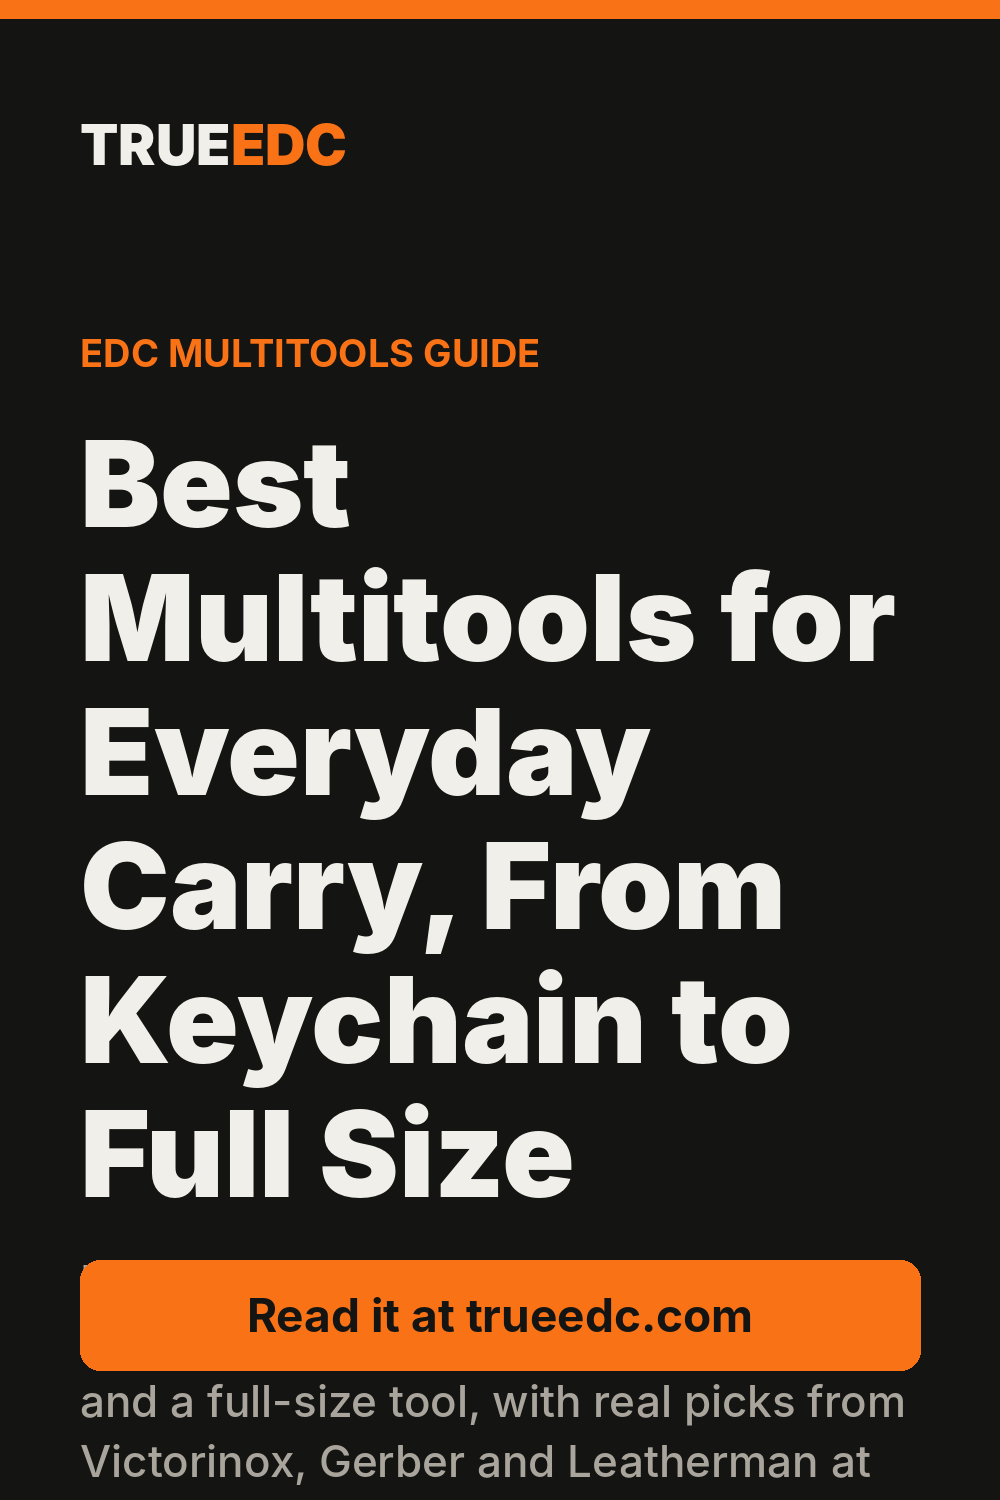 TRUEEDC
EDC MULTITOOLS GUIDE
Best
Multitools for
Everyday
Carry, From
Keychain to
Full Size
Read it at trueedc.com
and a full-size tool, with real picks from
Victorinox, Gerber and Leatherman at